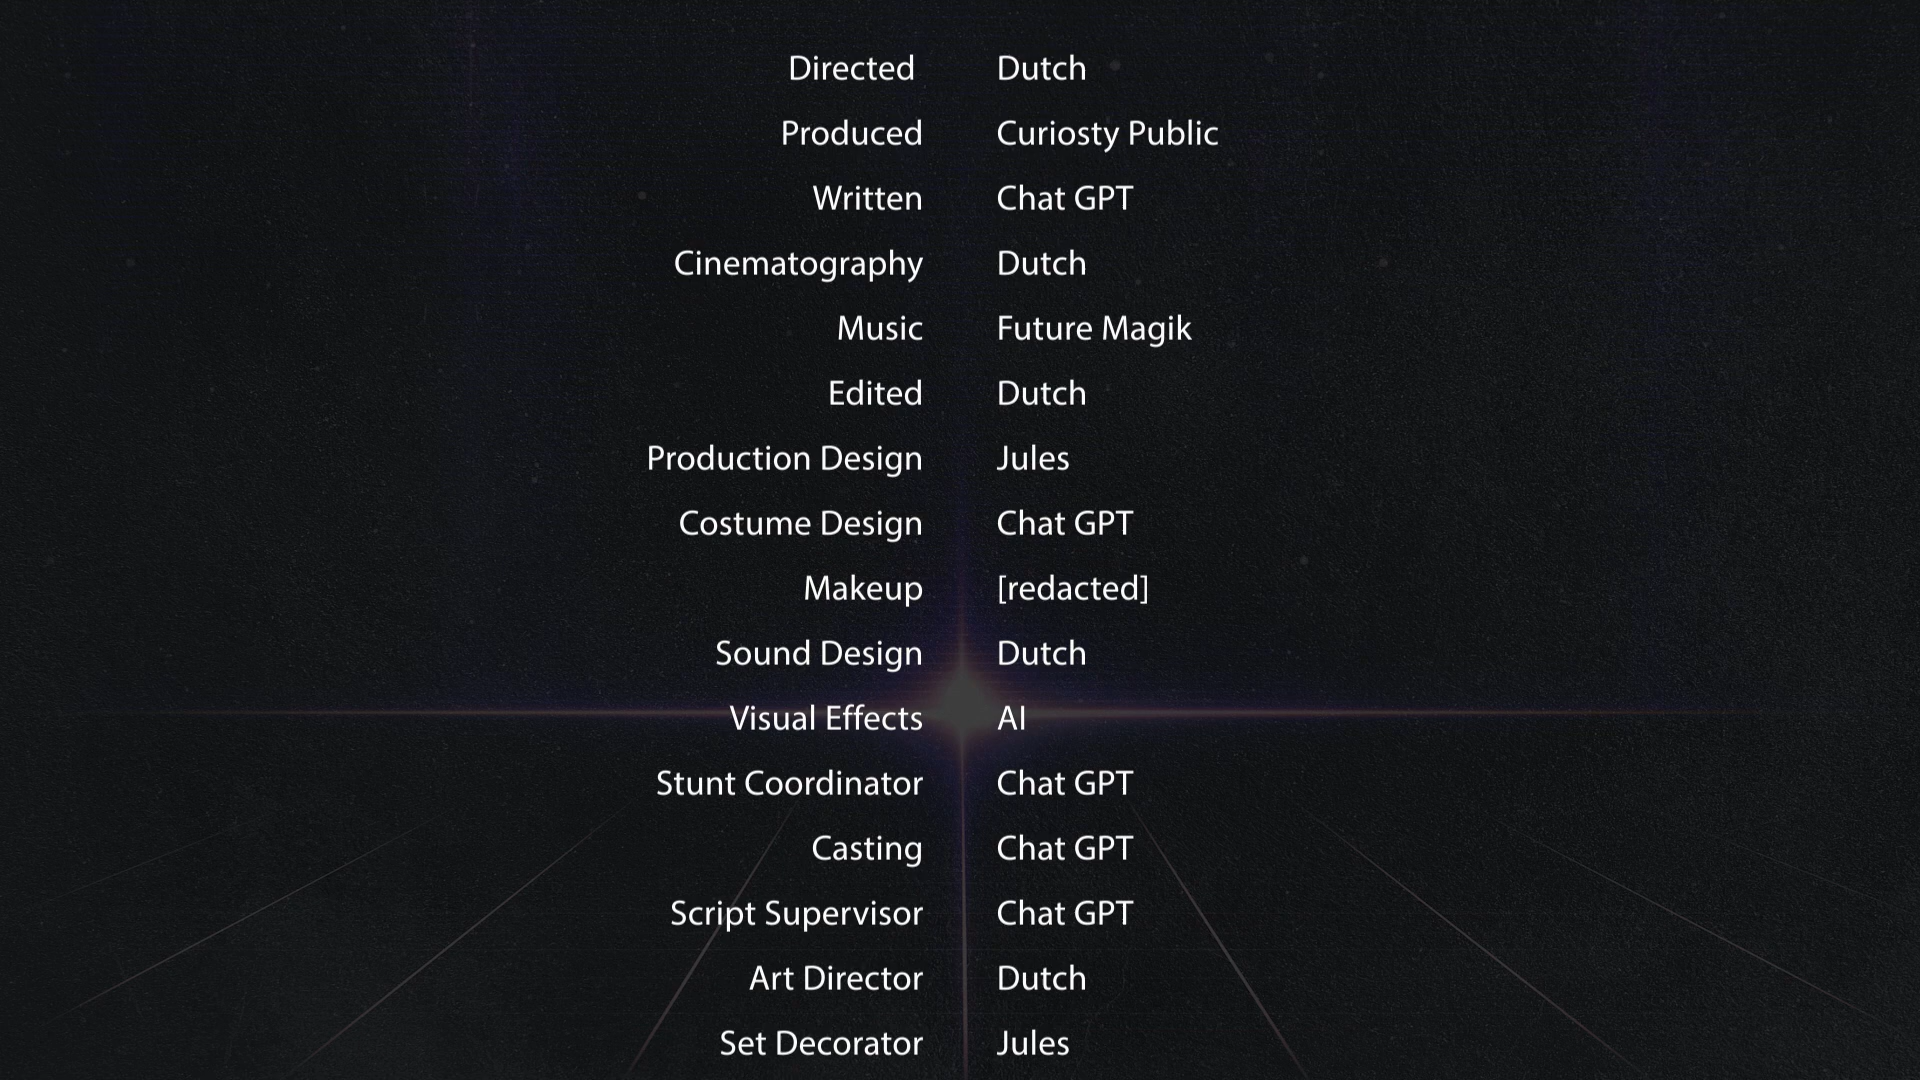 Directed Dutch
Produced Curiosty Public
Written Chat GPT
Cinematography Dutch
Music Future Magik
Edited Dutch
Production Design Jules
Costume Design Chat GPT
Makeup [redacted]
Sound Design Dutch
Visual Effects AI
Stunt Coordinator Chat GPT
Casting Chat GPT
Script Supervisor Chat GPT
Art Director Dutch
Set Decorator Jules